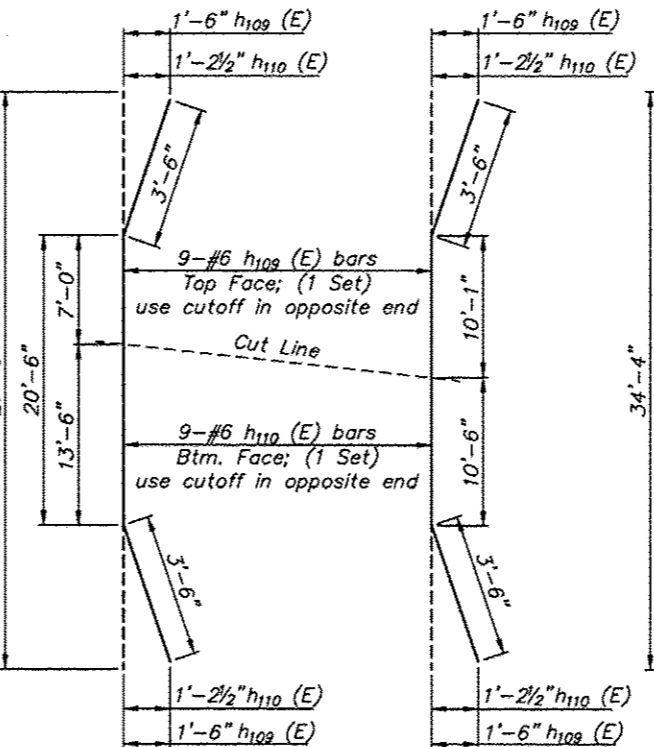 1'-6" h109 (E) 1'-6" h109 (E)
1'-2½" h110 (E) 1'-2½" h110 (E)
3'-6" 3'-6"
9-#6 h109 (E) bars
Top Face; (1 Set)
use cutoff in opposite end
7'-0" 10'-1"
Cut Line
20'-6" 34'-4"
13'-6" 10'-6"
9-#6 h110 (E) bars
Btm. Face; (1 Set)
use cutoff in opposite end
3'-6" 3'-6"
1'-2½" h110 (E) 1'-2½" h110 (E)
1'-6" h109 (E) 1'-6" h109 (E)